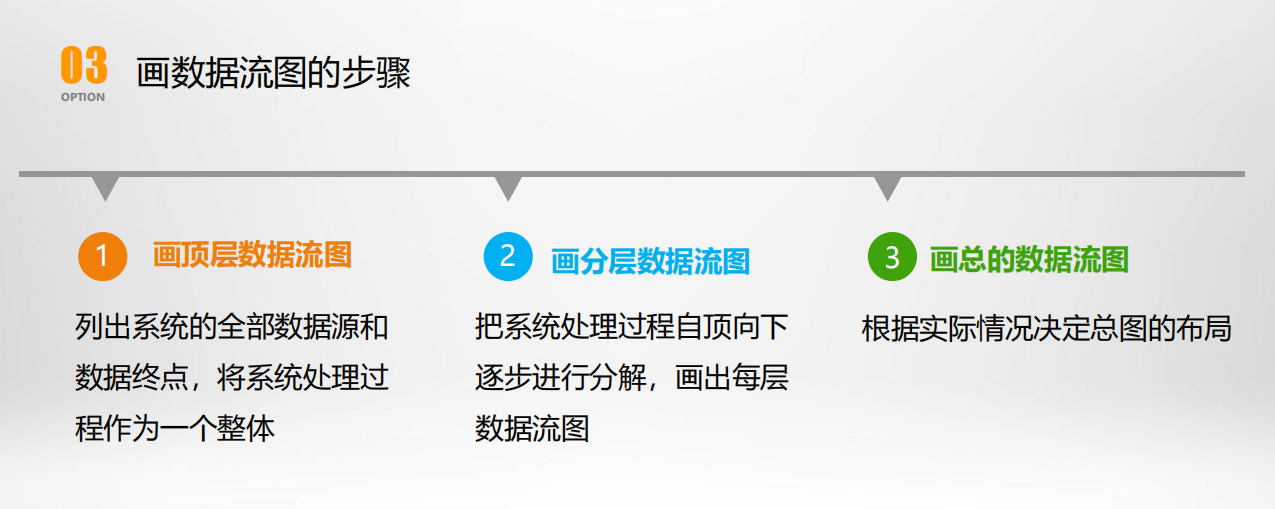 03
OPTION
画数据流图的步骤
1
画顶层数据流图
列出系统的全部数据源和
数据终点，将系统处理过
程作为一个整体
2
画分层数据流图
把系统处理过程自顶向下
逐步进行分解，画出每层
数据流图
3
画总的数据流图
根据实际情况决定总图的布局